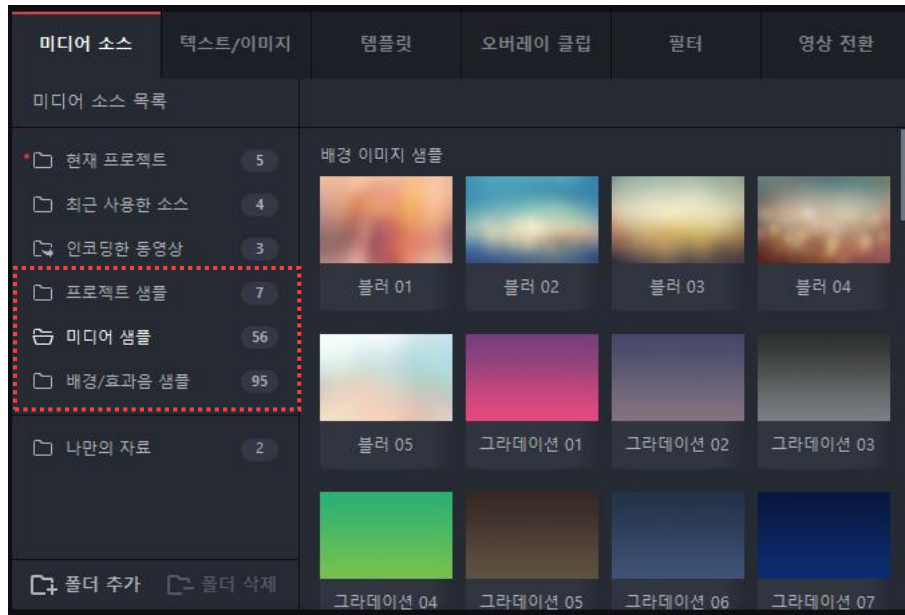 미디어 소스 텍스트/이미지 템플릿 오버레이 클립 필터 영상 전환
미디어 소스 목록
현재 프로젝트 5
최근 사용한 소스 4
인코딩한 동영상 3
프로젝트 샘플 7
미디어 샘플 56
배경/효과음 샘플 95
나만의 자료 2
폴더 추가 폴더 삭제
배경 이미지 샘플
블러 01 블러 02 블러 03 블러 04
블러 05 그라데이션 01 그라데이션 02 그라데이션 03
그라데이션 04 그라데이션 05 그라데이션 06 그라데이션 07